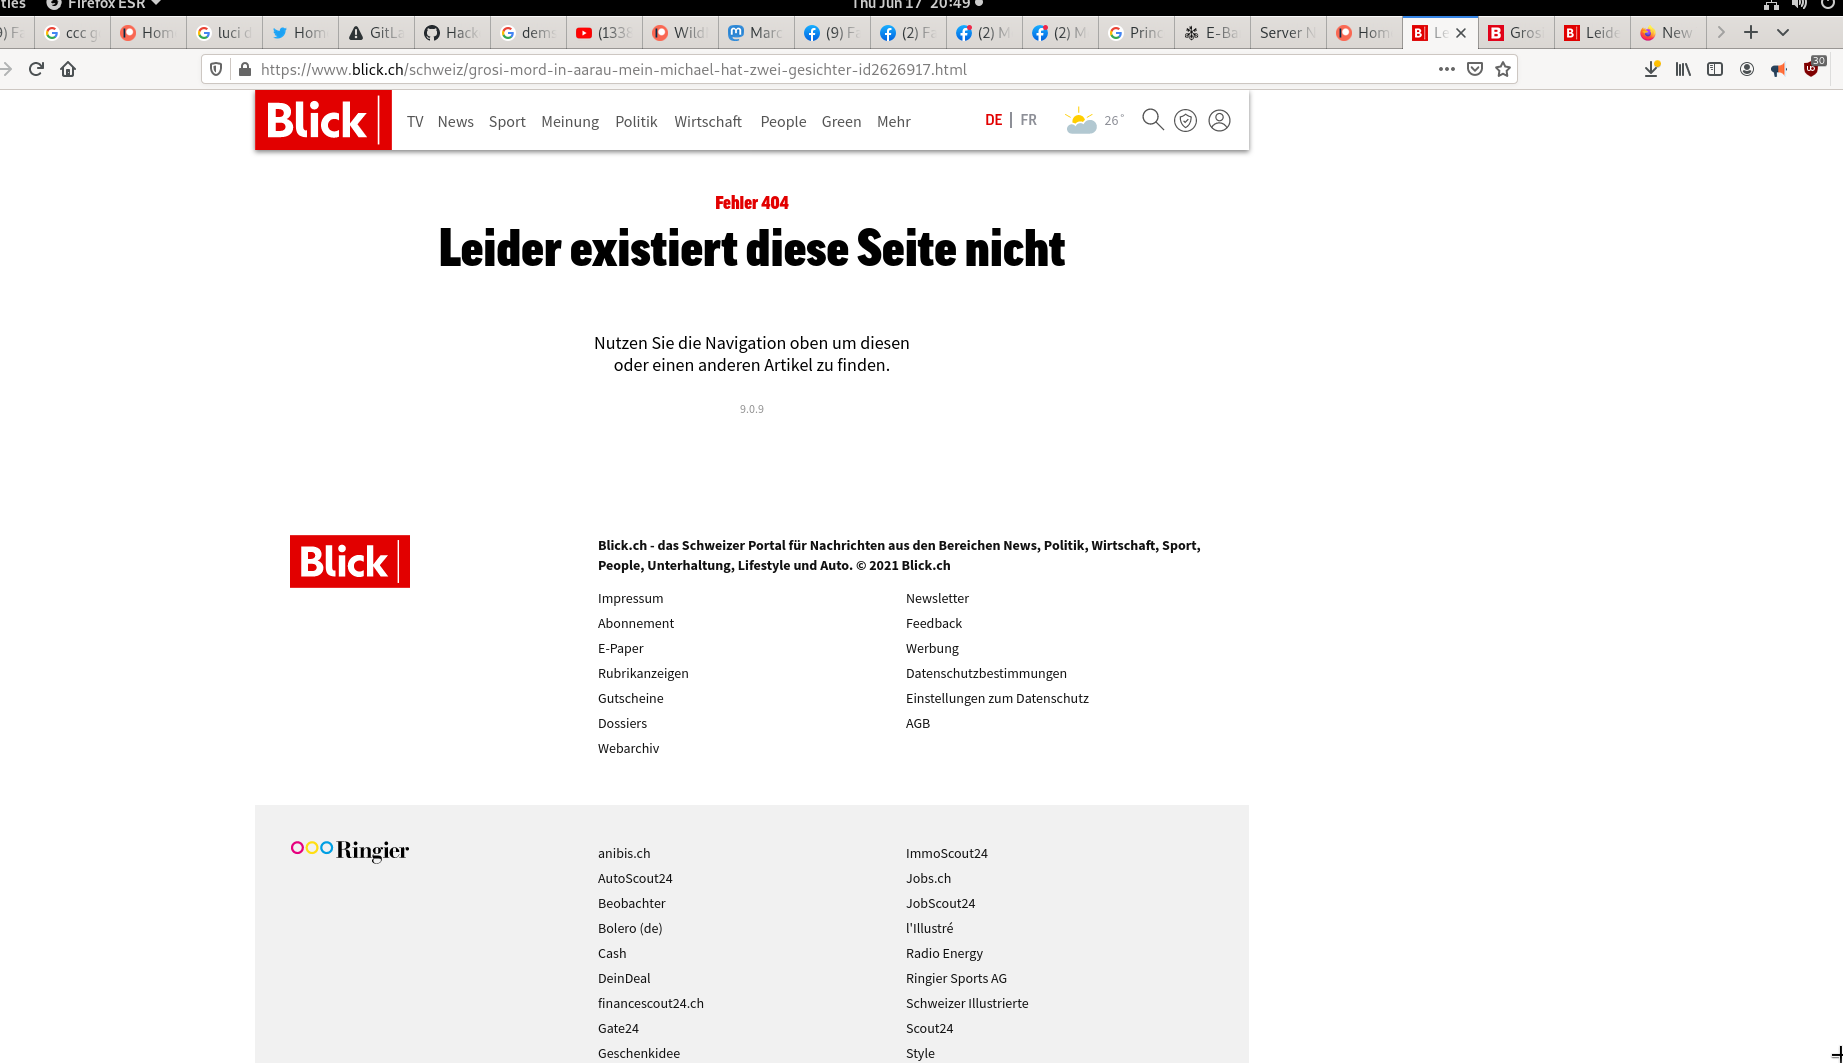 ties Firefox ESR Thu Jun 17 20:49
9) Fa ccc g Hom luci d Hom GitLa Hack dems (1338 Wild Marc (9) Fa (2) Fa (2) M (2) M Princ E-Ba Server N Hom Le Gros Leide New
https://www.blick.ch/schweiz/grosi-mord-in-aarau-mein-michael-hat-zwei-gesichter-id2626917.html 30
Blick TV News Sport Meinung Politik Wirtschaft People Green Mehr DE | FR 26°
Fehler 404
Leider existiert diese Seite nicht
Nutzen Sie die Navigation oben um diesen
oder einen anderen Artikel zu finden.
9.0.9
Blick
Blick.ch - das Schweizer Portal für Nachrichten aus den Bereichen News, Politik, Wirtschaft, Sport,
People, Unterhaltung, Lifestyle und Auto. © 2021 Blick.ch
Impressum
Abonnement
E-Paper
Rubrikanzeigen
Gutscheine
Dossiers
Webarchiv
Newsletter
Feedback
Werbung
Datenschutzbestimmungen
Einstellungen zum Datenschutz
AGB
Ringier
anibis.ch
AutoScout24
Beobachter
Bolero (de)
Cash
DeinDeal
financescout24.ch
Gate24
Geschenkidee
ImmoScout24
Jobs.ch
JobScout24
l'Illustré
Radio Energy
Ringier Sports AG
Schweizer Illustrierte
Scout24
Style